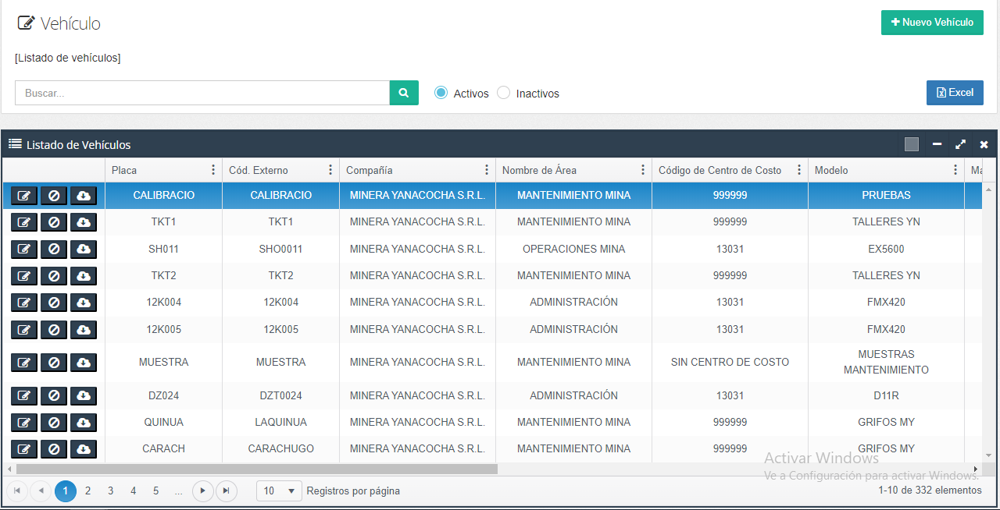 Vehículo
Nuevo Vehículo
[Listado de vehículos]
Buscar...
Activos Inactivos
Excel
Listado de Vehículos
Placa Cód. Externo Compañía Nombre de Área Código de Centro de Costo Modelo
CALIBRACIO CALIBRACIO MINERA YANACOCHA S.R.L. MANTENIMIENTO MINA 999999 PRUEBAS
TKT1 TKT1 MINERA YANACOCHA S.R.L. MANTENIMIENTO MINA 999999 TALLERES YN
SH011 SHO0011 MINERA YANACOCHA S.R.L. OPERACIONES MINA 13031 EX5600
TKT2 TKT2 MINERA YANACOCHA S.R.L. MANTENIMIENTO MINA 999999 TALLERES YN
12K004 12K004 MINERA YANACOCHA S.R.L. ADMINISTRACIÓN 13031 FMX420
12K005 12K005 MINERA YANACOCHA S.R.L. ADMINISTRACIÓN 13031 FMX420
MUESTRA MUESTRA MINERA YANACOCHA S.R.L. MANTENIMIENTO MINA SIN CENTRO DE COSTO MUESTRAS
MANTENIMIENTO
DZ024 DZT0024 MINERA YANACOCHA S.R.L. ADMINISTRACIÓN 13031 D11R
QUINUA LAQUINUA MINERA YANACOCHA S.R.L. MANTENIMIENTO MINA 999999 GRIFOS MY
CARACH CARACHUGO MINERA YANACOCHA S.R.L. MANTENIMIENTO MINA 999999 GRIFOS MY
Activar Windows
Ve a Configuración para activar Windows.
1 2 3 4 5 ... 10 Registros por página 1-10 de 332 elementos